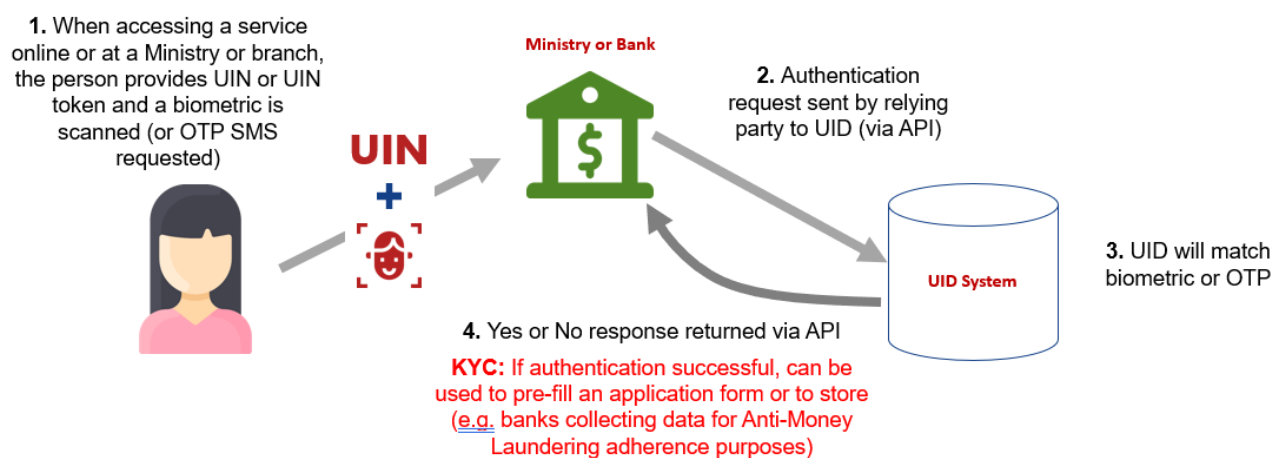 1. When accessing a service
online or at a Ministry or branch,
the person provides UIN or UIN
token and a biometric is
scanned (or OTP SMS
requested)
UIN
+
Ministry or Bank
$
2. Authentication
request sent by relying
party to UID (via API)
UID System
3. UID will match
biometric or OTP
4. Yes or No response returned via API
KYC: If authentication successful, can be
used to pre-fill an application form or to store
(e.g. banks collecting data for Anti-Money
Laundering adherence purposes)